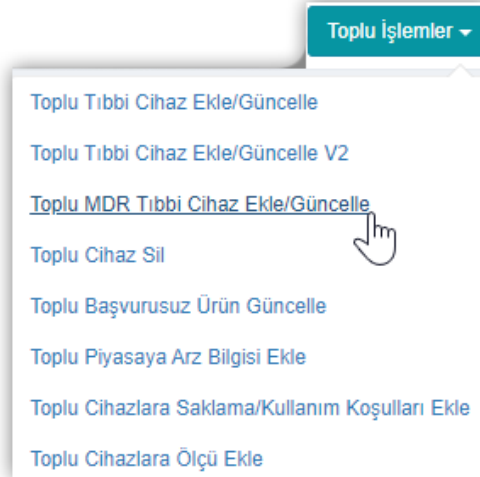 Toplu İşlemler
Toplu Tıbbi Cihaz Ekle/Güncelle
Toplu Tıbbi Cihaz Ekle/Güncelle V2
Toplu MDR Tıbbi Cihaz Ekle/Güncelle
Toplu Cihaz Sil
Toplu Başvurusuz Ürün Güncelle
Toplu Piyasaya Arz Bilgisi Ekle
Toplu Cihazlara Saklama/Kullanım Koşulları Ekle
Toplu Cihazlara Ölçü Ekle